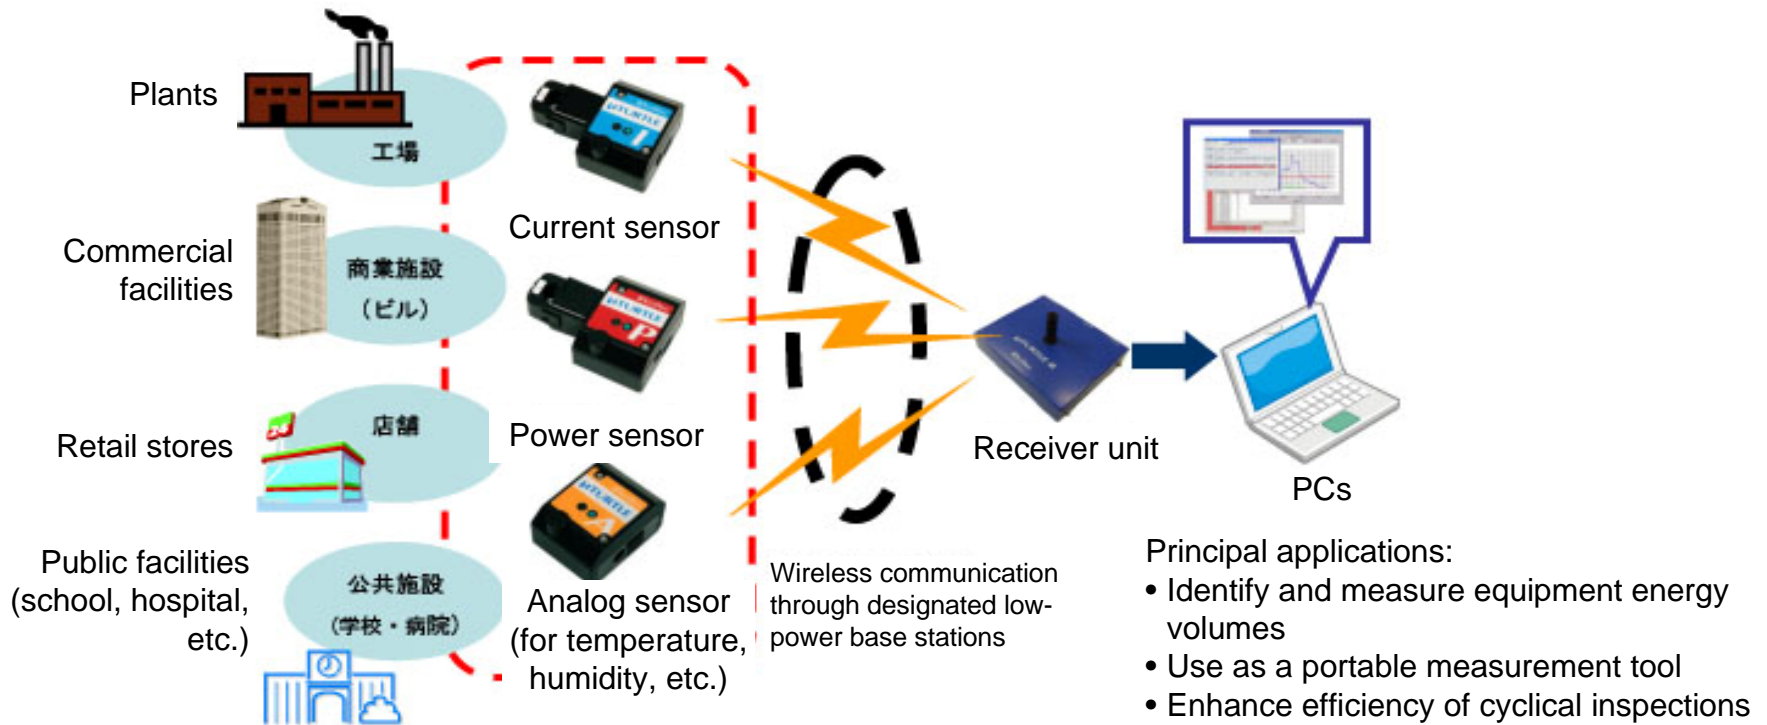 Plants
工場
Commercial
facilities
商業施設
（ビル）
Retail stores
店舗
Public facilities
(school, hospital,
etc.)
公共施設
（学校・病院）
μTURTLE
I
Current sensor
μTURTLE
P
Power sensor
μTURTLE
A
Analog sensor
(for temperature,
humidity, etc.)
Wireless communication
through designated low-
power base stations
Receiver unit
PCs
Principal applications:
• Identify and measure equipment energy
volumes
• Use as a portable measurement tool
• Enhance efficiency of cyclical inspections